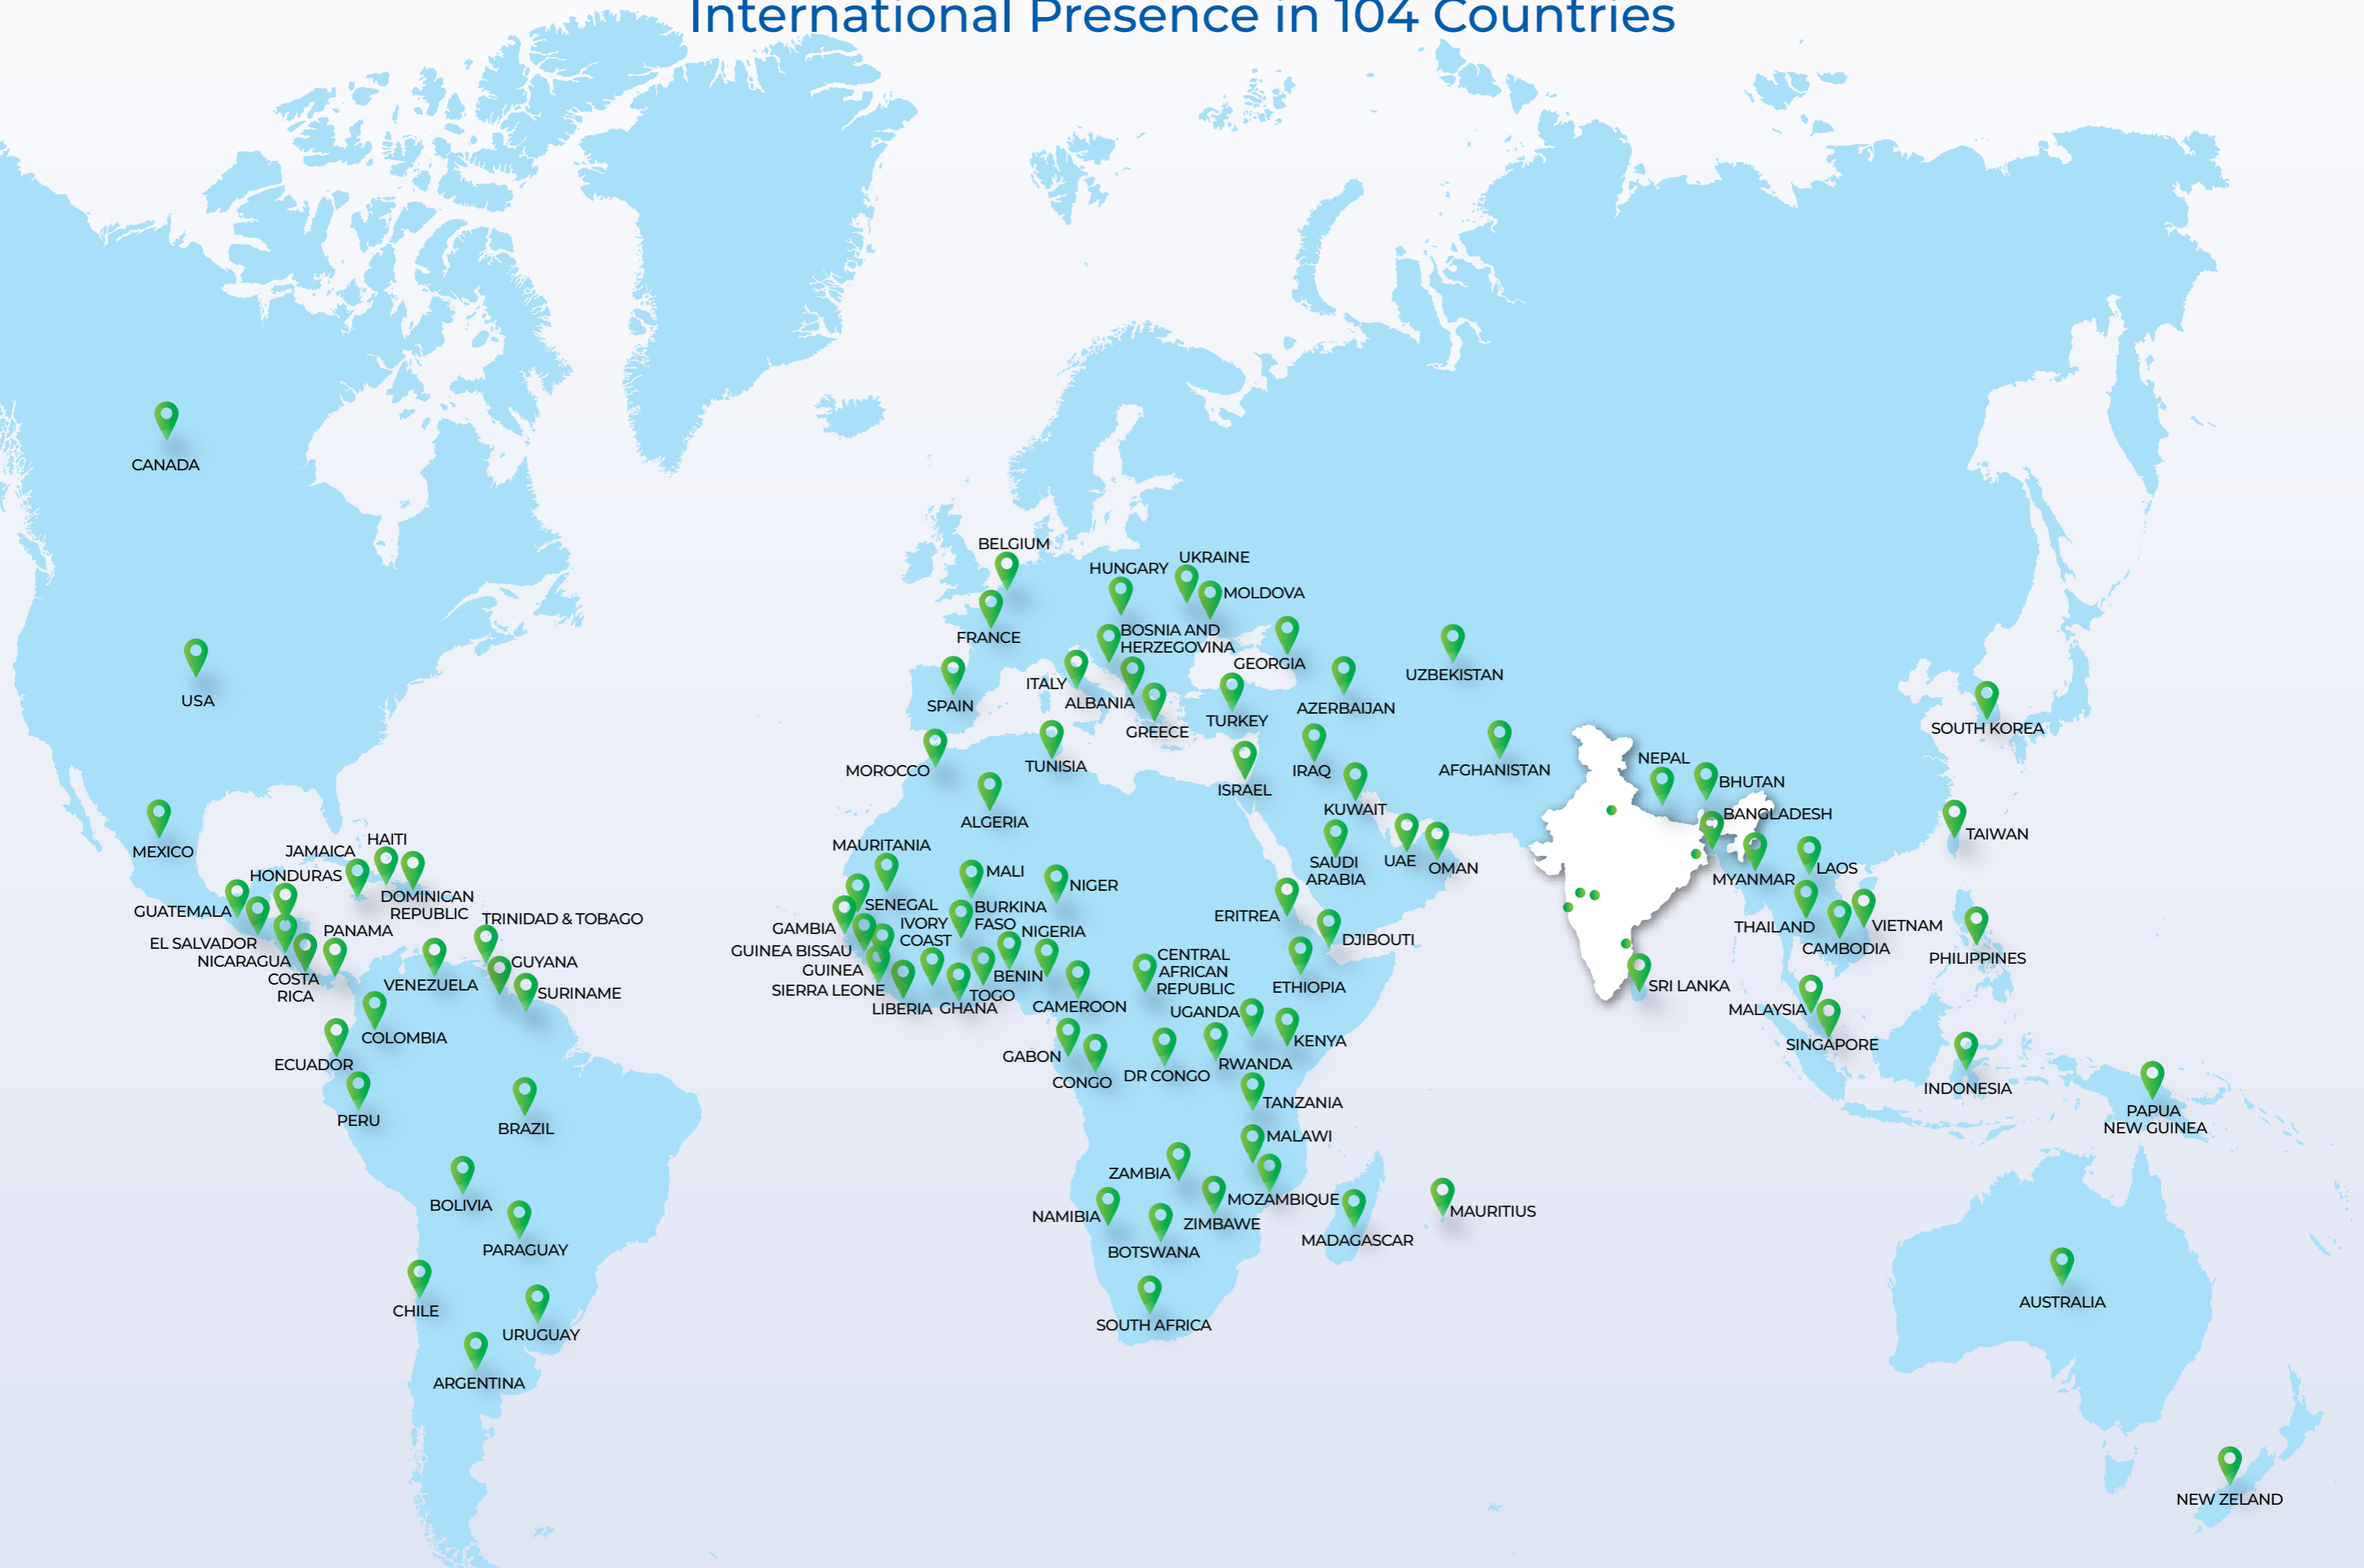 International Presence in 104 Countries
CANADA
USA
MEXICO
JAMAICA
HAITI
HONDURAS
DOMINICAN
REPUBLIC
GUATEMALA
EL SALVADOR
NICARAGUA
COSTA
RICA
PANAMA
TRINIDAD & TOBAGO
GUYANA
SURINAME
VENEZUELA
COLOMBIA
ECUADOR
PERU
BRAZIL
BOLIVIA
PARAGUAY
CHILE
URUGUAY
ARGENTINA
BELGIUM
FRANCE
HUNGARY
UKRAINE
MOLDOVA
BOSNIA AND
HERZEGOVINA
SPAIN
ITALY
ALBANIA
GREECE
GEORGIA
TURKEY
AZERBAIJAN
UZBEKISTAN
MOROCCO
TUNISIA
ALGERIA
ISRAEL
IRAQ
KUWAIT
AFGHANISTAN
SAUDI
ARABIA
UAE
OMAN
MAURITANIA
MALI
NIGER
SENEGAL
GAMBIA
IVORY
COAST
BURKINA
FASO
NIGERIA
GUINEA BISSAU
GUINEA
SIERRA LEONE
LIBERIA
GHANA
TOGO
BENIN
CAMEROON
CENTRAL
AFRICAN
REPUBLIC
ERITREA
DJIBOUTI
ETHIOPIA
UGANDA
KENYA
GABON
CONGO
DR CONGO
RWANDA
TANZANIA
MALAWI
ZAMBIA
MOZAMBIQUE
NAMIBIA
ZIMBAWE
BOTSWANA
MADAGASCAR
MAURITIUS
SOUTH AFRICA
NEPAL
BHUTAN
BANGLADESH
MYANMAR
LAOS
THAILAND
VIETNAM
CAMBODIA
SRI LANKA
MALAYSIA
SINGAPORE
SOUTH KOREA
TAIWAN
PHILIPPINES
INDONESIA
PAPUA
NEW GUINEA
AUSTRALIA
NEW ZELAND